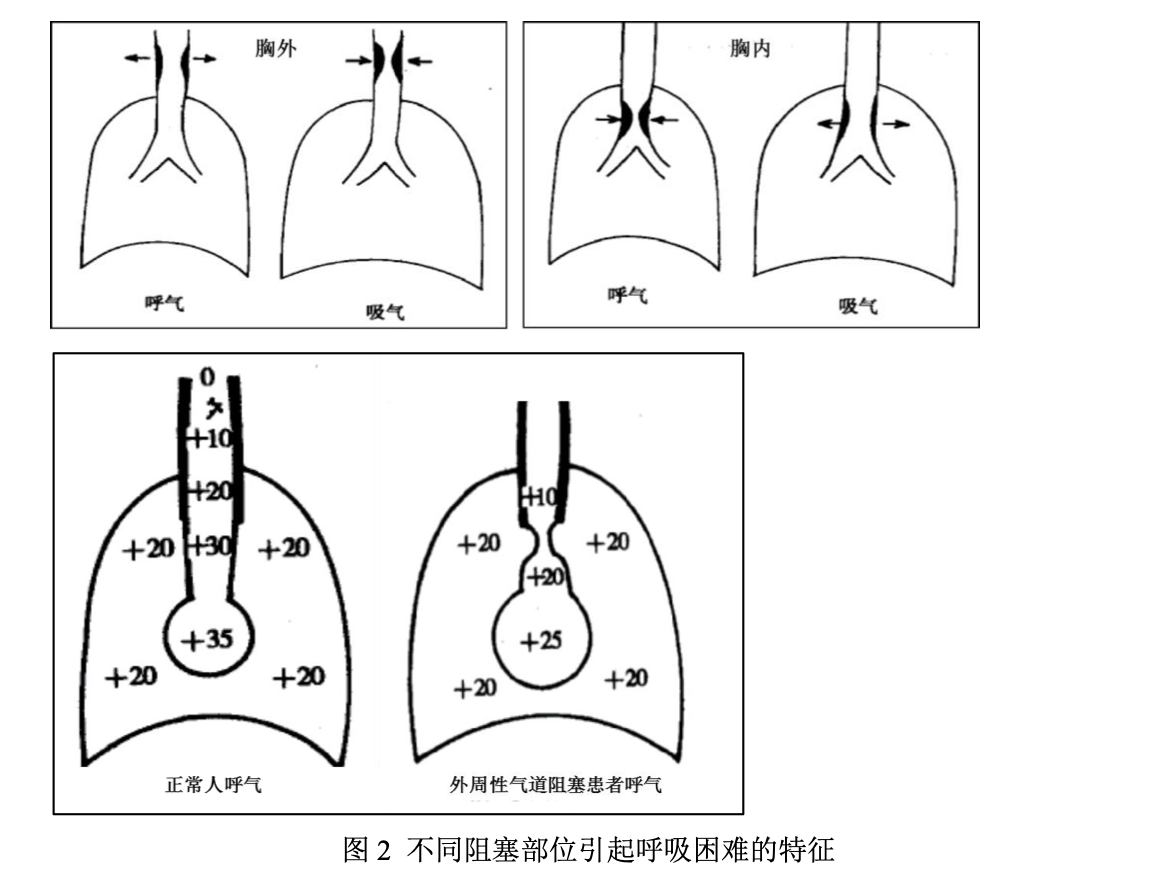 胸外
呼气
吸气
胸内
呼气
吸气
0
+10
+20
+20 +30 +20
+35
+20 +20
正常人呼气
+10
+20 +20
+20
+25
+20 +20
外周性气道阻塞患者呼气
图 2 不同阻塞部位引起呼吸困难的特征